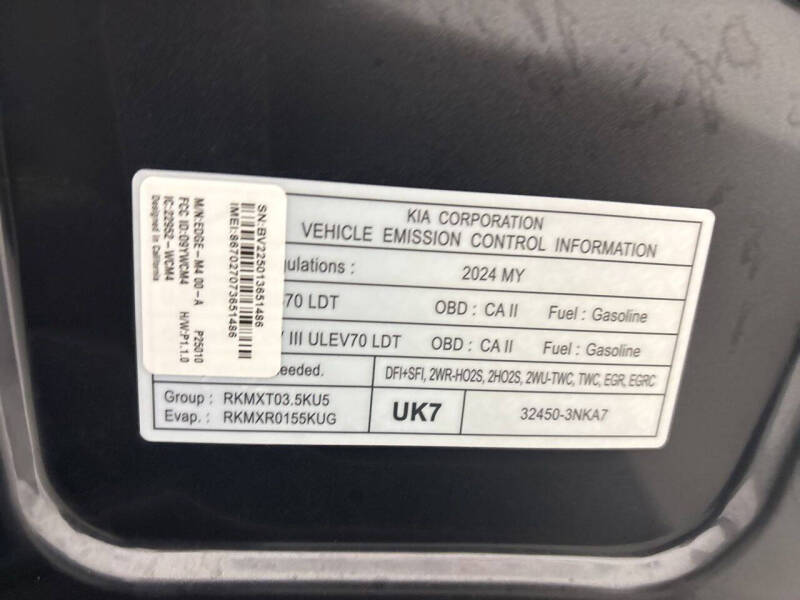 KIA CORPORATION
VEHICLE EMISSION CONTROL INFORMATION
gulations : 2024 MY
70 LDT OBD : CA II Fuel : Gasoline
III ULEV70 LDT OBD : CA II Fuel : Gasoline
eeded. DFI+SFI, 2WR-HO2S, 2HO2S, 2WU-TWC, TWC, EGR, EGRC
Group : RKMXT03.5KU5
Evap. : RKMXR0155KUG
UK7
32450-3NKA7
SN:BV225013651486
IMEI:867027073651486
M/N:EDGE-M4 00-A P25010
FCC ID:O9YWCM4 H/W:P1.1.0
IC:22952-WCM4
Designed in California